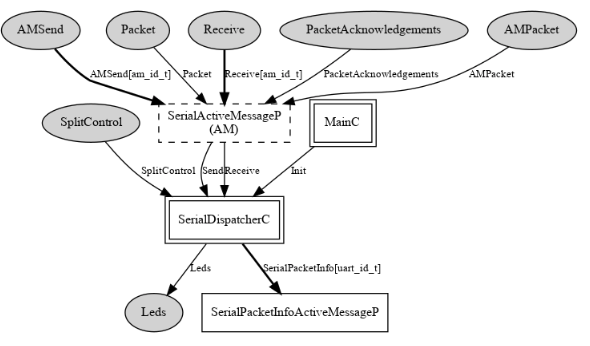 AMSend
Packet
Receive
PacketAcknowledgements
AMPacket
AMSend[am_id_t]
Packet
Receive[am_id_t]
PacketAcknowledgements
AMPacket
SplitControl
SerialActiveMessageP
(AM)
MainC
SplitControl
Send
Receive
Init
SerialDispatcherC
Leds
SerialPacketInfo[uart_id_t]
Leds
SerialPacketInfoActiveMessageP